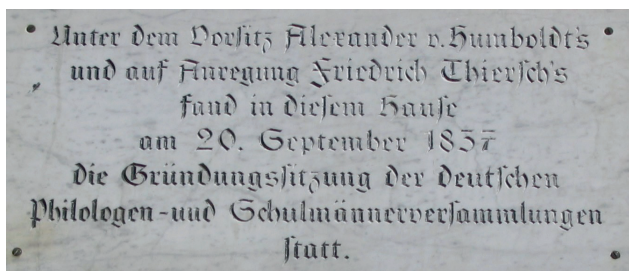 Unter dem Vorſitz Alexander v. Humboldt's
und auf Anregung Friedrich Thierſch's
fand in dieſem Hauſe
am 20. September 1837
die Gründungsſitzung der deutſchen
Philologen-und Schulmännerverſammlungen
ſtatt.